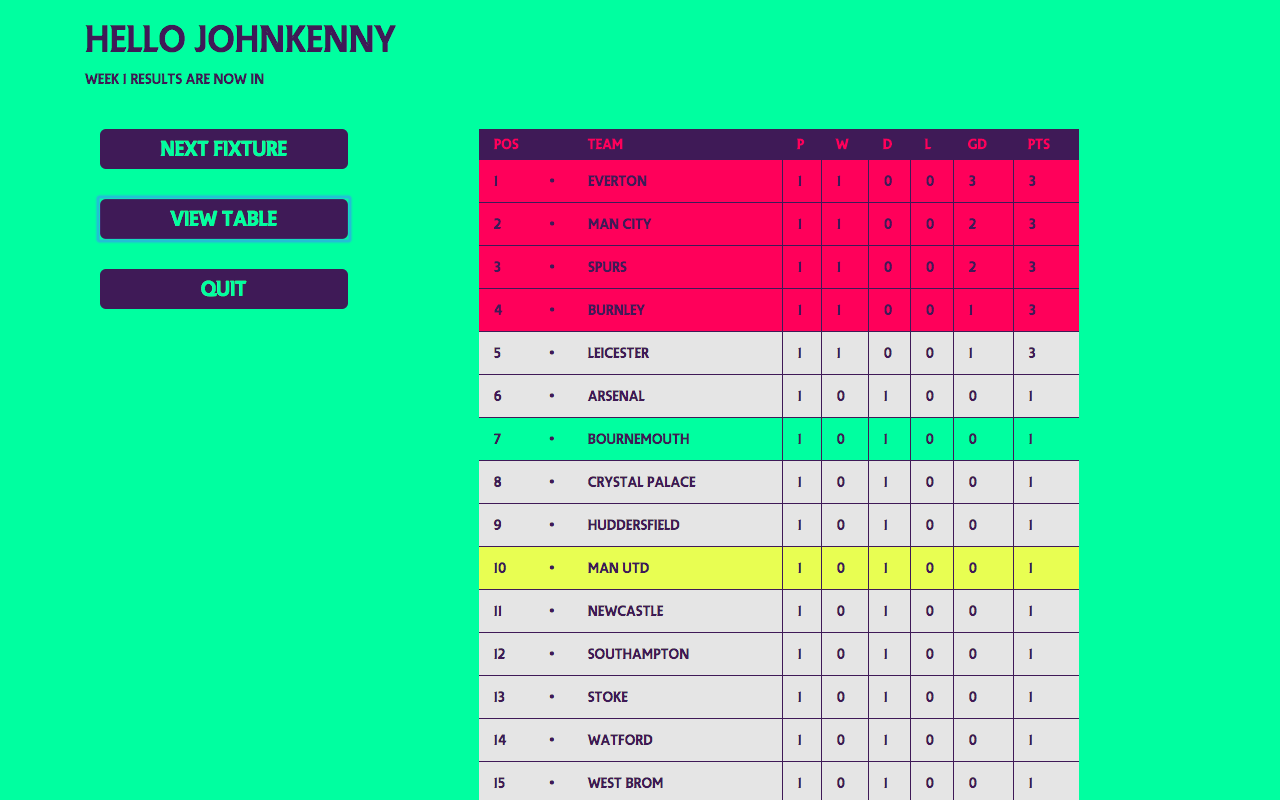 HELLO JOHNKENNY
WEEK 1 RESULTS ARE NOW IN
NEXT FIXTURE
VIEW TABLE
QUIT
POS TEAM P W D L GD PTS
1 • EVERTON 1 1 0 0 3 3
2 • MAN CITY 1 1 0 0 2 3
3 • SPURS 1 1 0 0 2 3
4 • BURNLEY 1 1 0 0 1 3
5 • LEICESTER 1 1 0 0 1 3
6 • ARSENAL 1 0 1 0 0 1
7 • BOURNEMOUTH 1 0 1 0 0 1
8 • CRYSTAL PALACE 1 0 1 0 0 1
9 • HUDDERSFIELD 1 0 1 0 0 1
10 • MAN UTD 1 0 1 0 0 1
11 • NEWCASTLE 1 0 1 0 0 1
12 • SOUTHAMPTON 1 0 1 0 0 1
13 • STOKE 1 0 1 0 0 1
14 • WATFORD 1 0 1 0 0 1
15 • WEST BROM 1 0 1 0 0 1